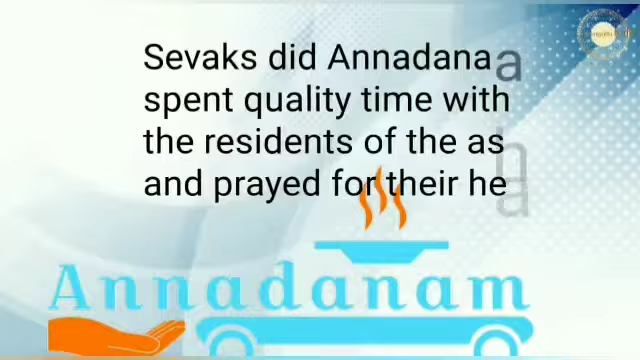 Sevaks did Annadana a
spent quality time with
the residents of the as
and prayed for their he
Annadanam